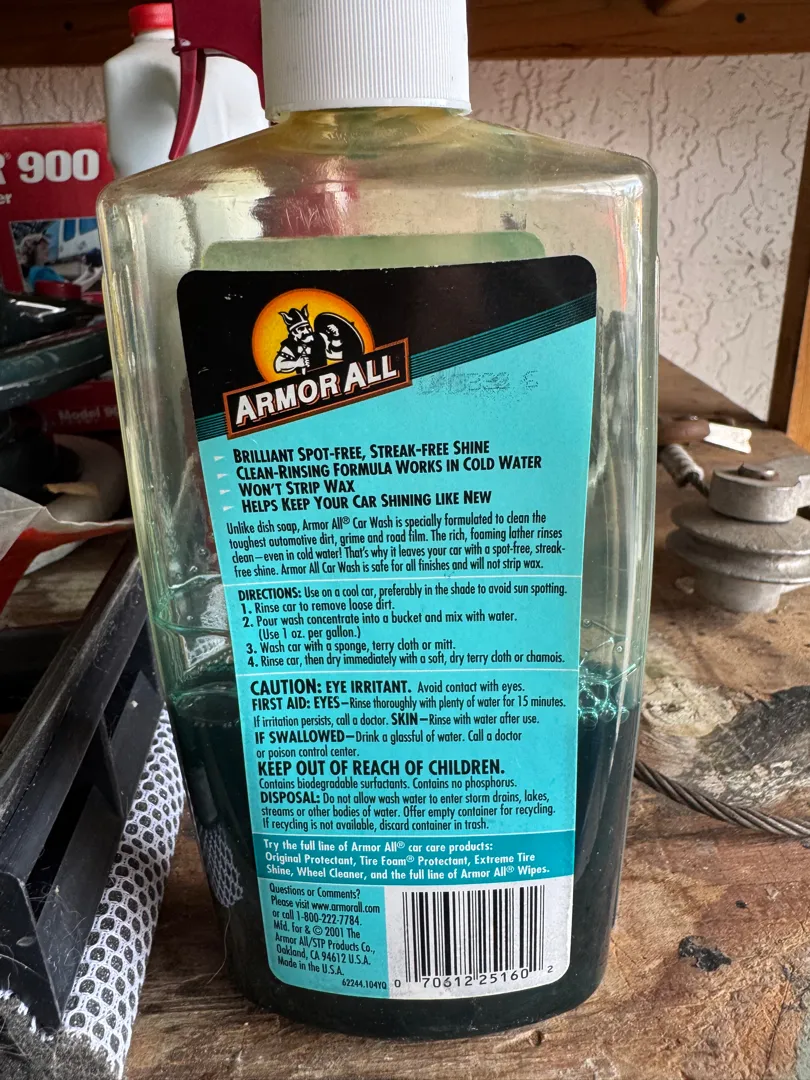 900
Model 9
ARMOR ALL
BRILLIANT SPOT-FREE, STREAK-FREE SHINE
CLEAN-RINSING FORMULA WORKS IN COLD WATER
WON'T STRIP WAX
HELPS KEEP YOUR CAR SHINING LIKE NEW
Unlike dish soap, Armor All® Car Wash is specially formulated to clean the
toughest automotive dirt, grime and road film. The rich, foaming lather rinses
clean—even in cold water! That's why it leaves your car with a spot-free, streak-
free shine. Armor All Car Wash is safe for all finishes and will not strip wax.
DIRECTIONS: Use on a cool car, preferably in the shade to avoid sun spotting.
1. Rinse car to remove loose dirt.
2. Pour wash concentrate into a bucket and mix with water.
(Use 1 oz. per gallon.)
3. Wash car with a sponge, terry cloth or mitt.
4. Rinse car, then dry immediately with a soft, dry terry cloth or chamois.
CAUTION: EYE IRRITANT. Avoid contact with eyes.
FIRST AID: EYES—Rinse thoroughly with plenty of water for 15 minutes.
If irritation persists, call a doctor. SKIN—Rinse with water after use.
IF SWALLOWED—Drink a glassful of water. Call a doctor
or poison control center.
KEEP OUT OF REACH OF CHILDREN.
Contains biodegradable surfactants. Contains no phosphorus.
DISPOSAL: Do not allow wash water to enter storm drains, lakes,
streams or other bodies of water. Offer empty container for recycling.
If recycling is not available, discard container in trash.
Try the full line of Armor All® car care products:
Original Protectant, Tire Foam® Protectant, Extreme Tire
Shine, Wheel Cleaner, and the full line of Armor All® Wipes.
Questions or Comments?
Please visit www.armorall.com
or call 1-800-222-7784.
Mfd. for & © 2001 The
Armor All/STP Products Co.,
Oakland, CA 94612 U.S.A.
Made in the U.S.A.
62244.104YQ
0 70612 25160 2